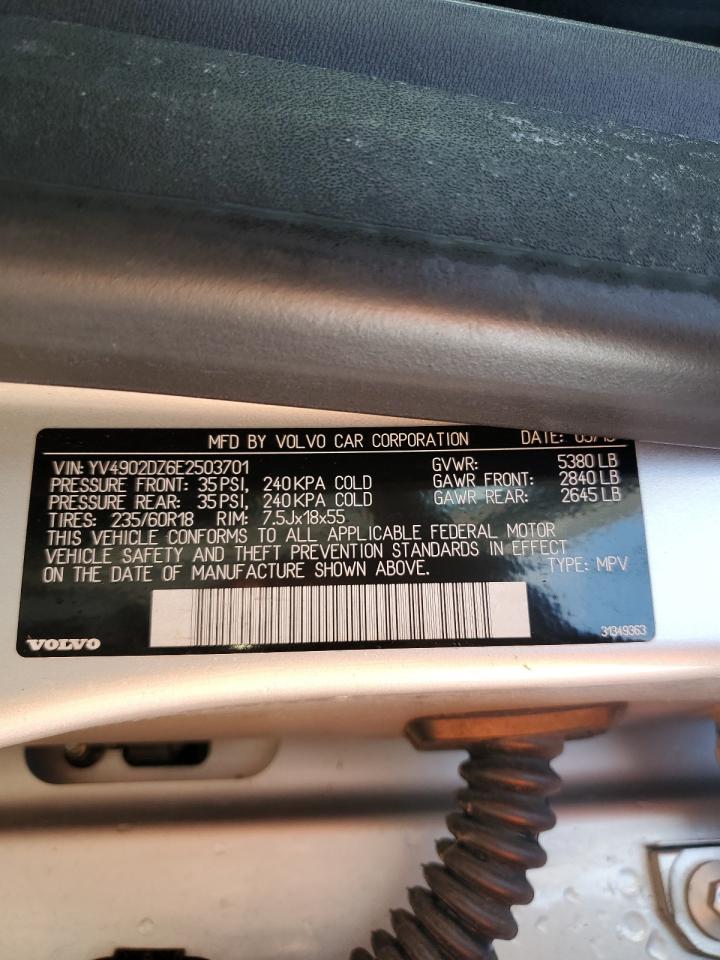 MFD BY VOLVO CAR CORPORATION DATE:
VIN: YV4902DZ6E2503701 GVWR: 5380 LB
PRESSURE FRONT: 35 PSI, 240 KPA COLD GAWR FRONT: 2840 LB
PRESSURE REAR: 35 PSI, 240 KPA COLD GAWR REAR: 2645 LB
TIRES: 235/60R18 RIM: 7.5Jx18x55
THIS VEHICLE CONFORMS TO ALL APPLICABLE FEDERAL MOTOR
VEHICLE SAFETY AND THEFT PREVENTION STANDARDS IN EFFECT
ON THE DATE OF MANUFACTURE SHOWN ABOVE. TYPE: MPV
VOLVO 31349363